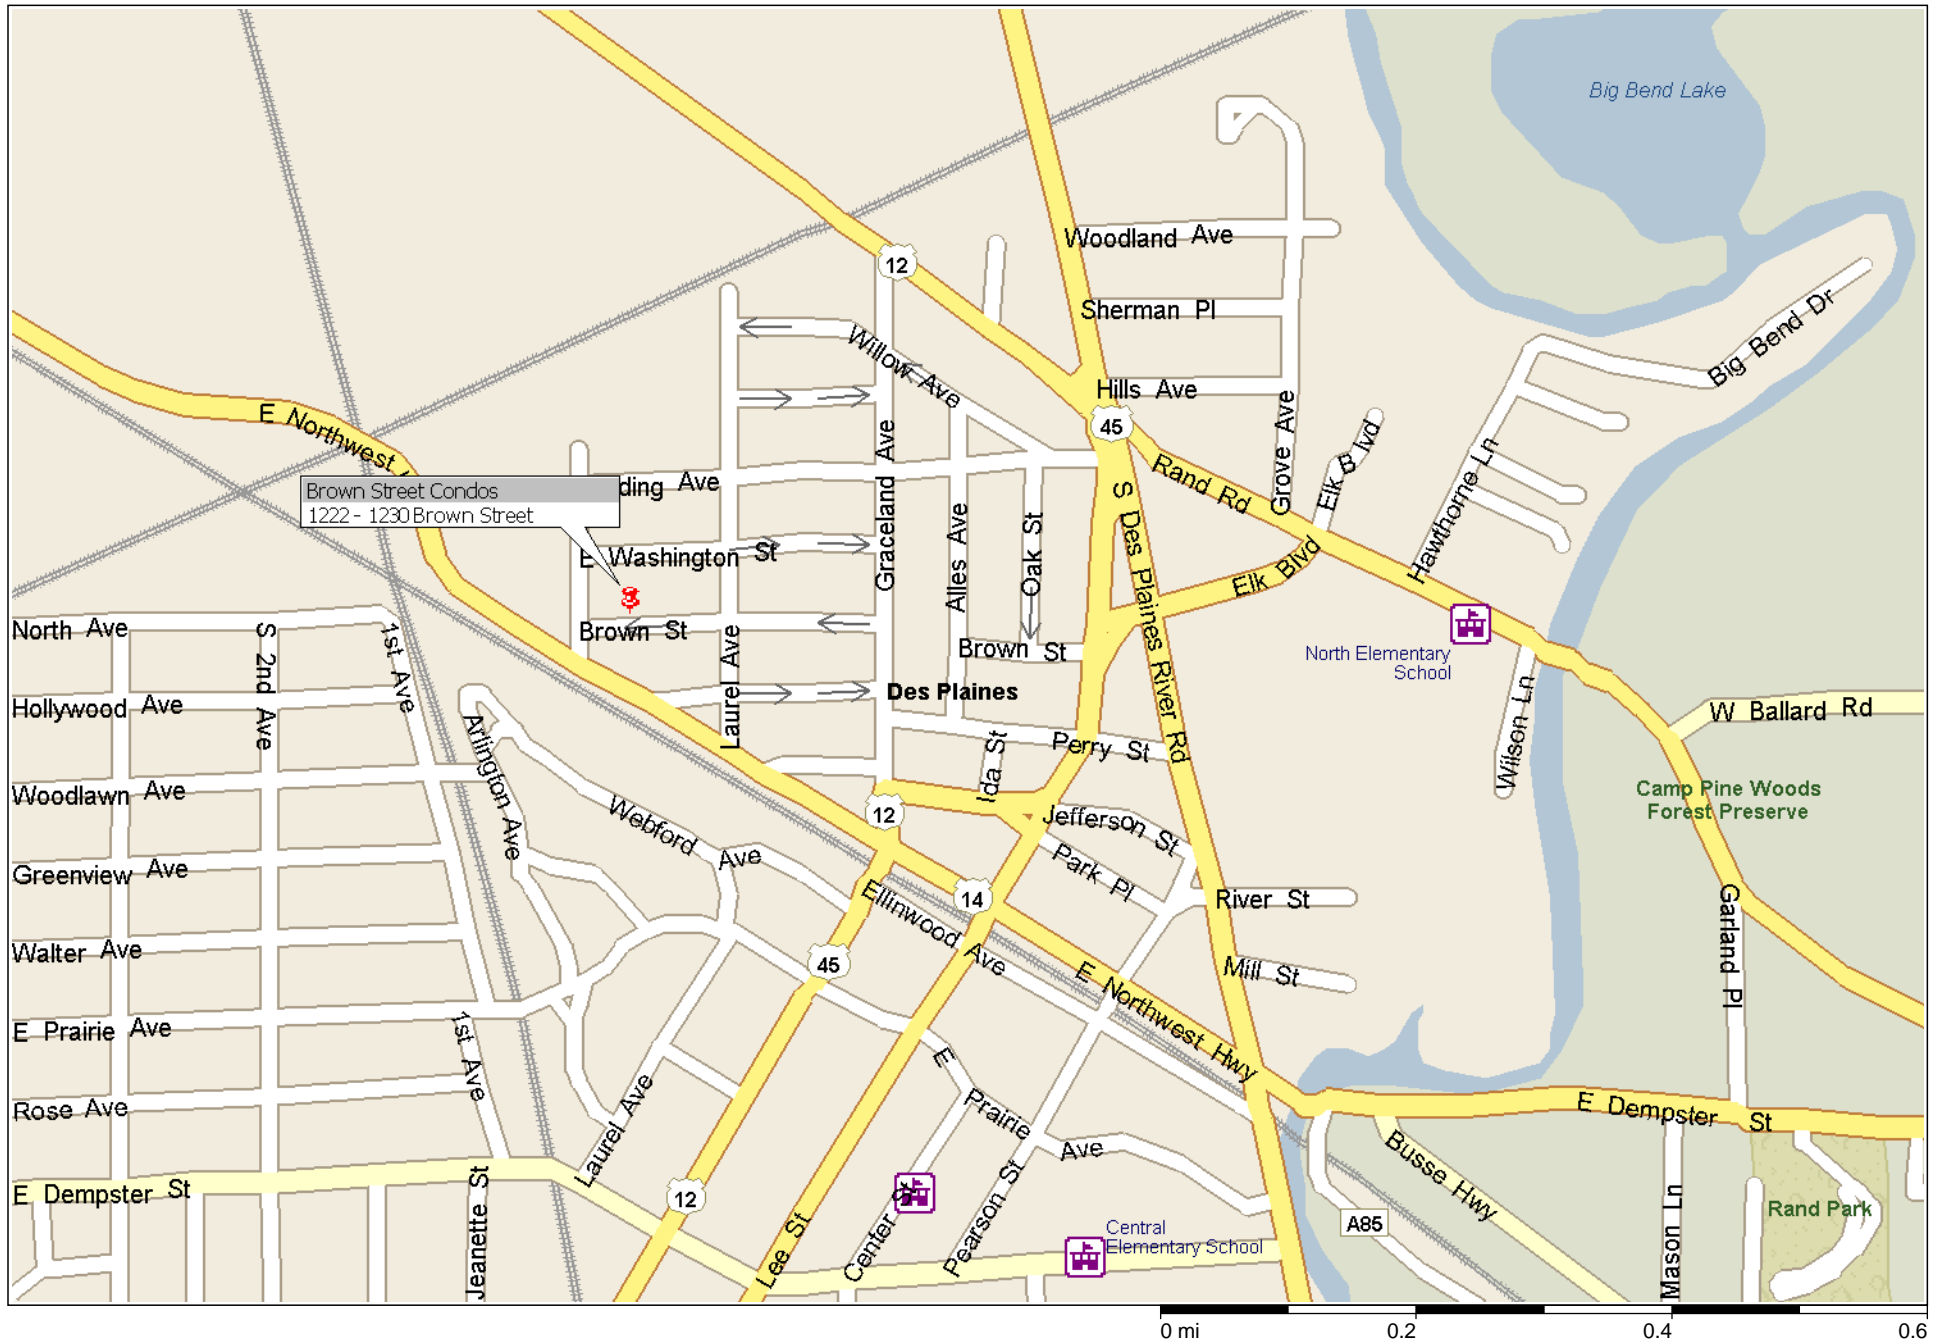 Big Bend Lake
Woodland Ave
12
Sherman Pl
Big Bend Dr
Willow Ave
Hills Ave
45
E Northwest
Grove Ave
Elk Blvd
Rand Rd
Hawthorne Ln
Graceland Ave
Brown Street Condos
1222 - 1230 Brown Street
ding Ave
S Des Plaines River Rd
Alles Ave
Oak St
E Washington St
Elk Blvd
North Ave
S 2nd Ave
1st Ave
Brown St
Laurel Ave
Brown St
North Elementary
School
Hollywood Ave
Des Plaines
Wilson Ln
W Ballard Rd
Arlington Ave
Perry St
Ida St
Woodlawn Ave
Webford Ave
12
Jefferson St
Camp Pine Woods
Forest Preserve
Greenview Ave
Park Pl
Ellinwood Ave
14
River St
Garland Pl
Walter Ave
45
Mill St
E Northwest Hwy
E Prairie Ave
1st Ave
E Prairie Ave
Rose Ave
Laurel Ave
E Dempster St
Busse Hwy
E Dempster St
Jeanette St
12
Lee St
Center St
Pearson St
Central
Elementary School
A85
Mason Ln
Rand Park
0 mi 0.2 0.4 0.6